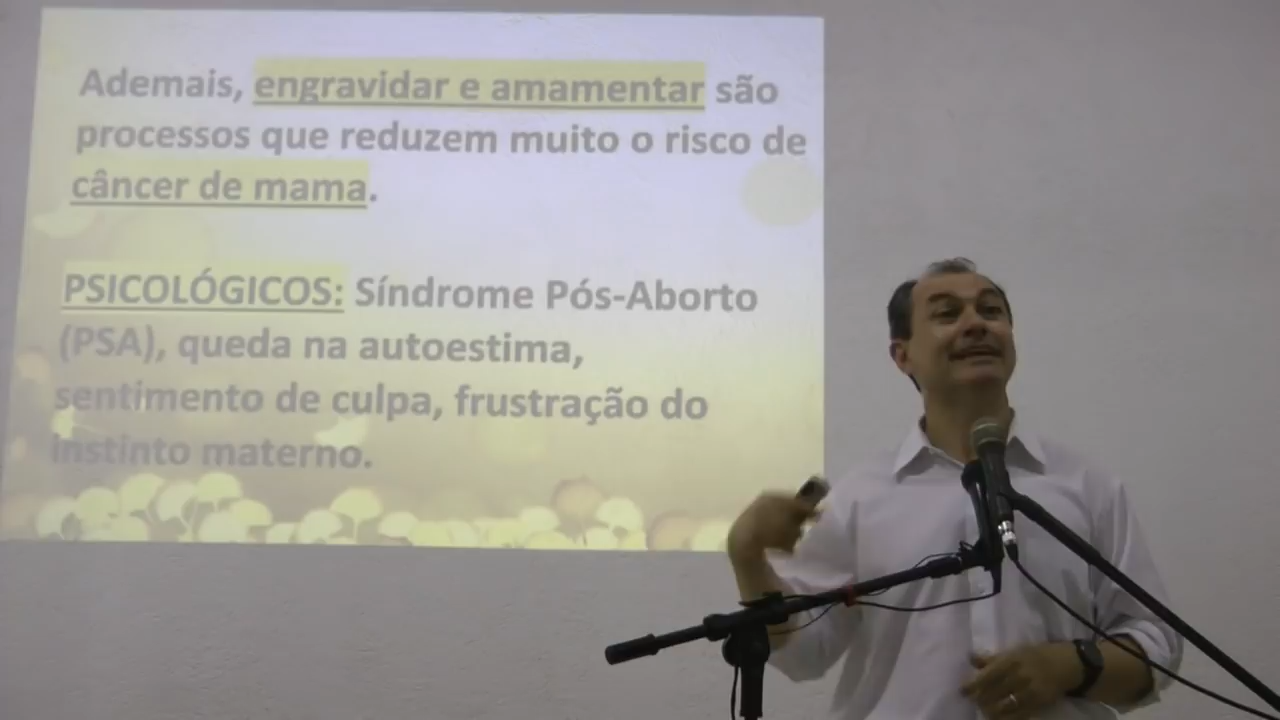 Ademais, engravidar e amamentar são
processos que reduzem muito o risco de
câncer de mama.
PSICOLÓGICOS: Síndrome Pós-Aborto
(PSA), queda na autoestima,
sentimento de culpa, frustração do
instinto materno.